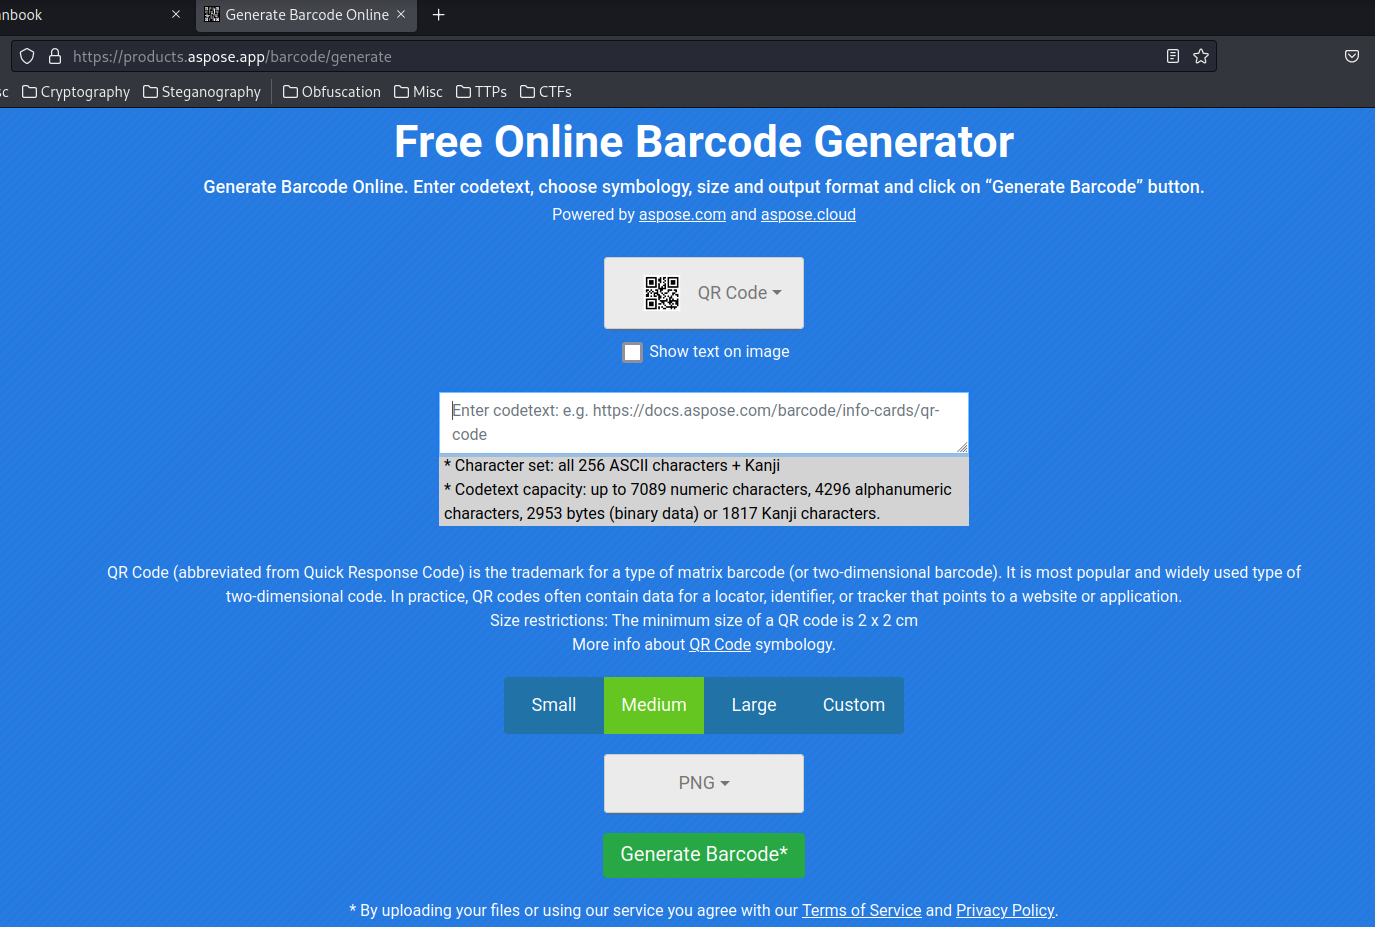 anbook
Generate Barcode Online
https://products.aspose.app/barcode/generate
Cryptography Steganography Obfuscation Misc TTPs CTFs
Free Online Barcode Generator
Generate Barcode Online. Enter codetext, choose symbology, size and output format and click on “Generate Barcode” button.
Powered by aspose.com and aspose.cloud
QR Code
Show text on image
Enter codetext: e.g. https://docs.aspose.com/barcode/info-cards/qr-
code
* Character set: all 256 ASCII characters + Kanji
* Codetext capacity: up to 7089 numeric characters, 4296 alphanumeric
characters, 2953 bytes (binary data) or 1817 Kanji characters.
QR Code (abbreviated from Quick Response Code) is the trademark for a type of matrix barcode (or two-dimensional barcode). It is most popular and widely used type of
two-dimensional code. In practice, QR codes often contain data for a locator, identifier, or tracker that points to a website or application.
Size restrictions: The minimum size of a QR code is 2 x 2 cm
More info about QR Code symbology.
Small Medium Large Custom
PNG
Generate Barcode*
* By uploading your files or using our service you agree with our Terms of Service and Privacy Policy.